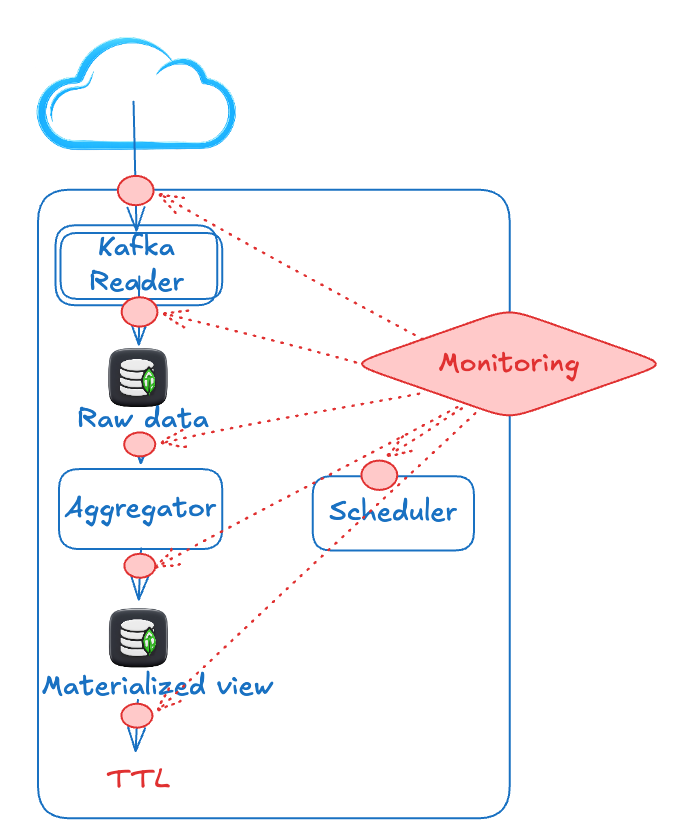 Kafka
Reader
Monitoring
Raw data
Aggregator
Scheduler
Materialized view
TTL